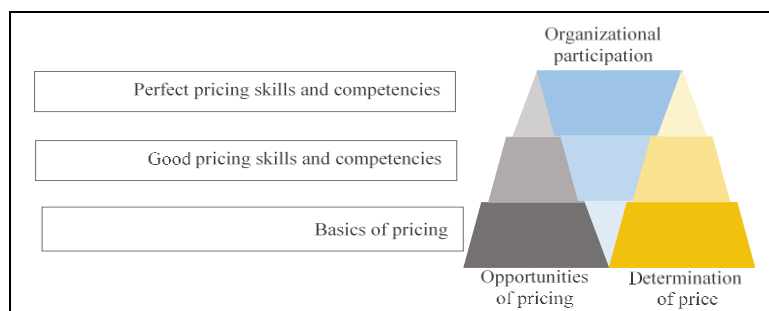 Organizational
participation
Perfect pricing skills and competencies
Good pricing skills and competencies
Basics of pricing
Opportunities
of pricing
Determination
of price